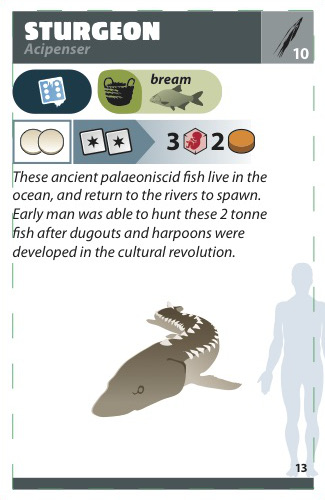 STURGEON
Acipenser
10
bream
3 2
These ancient palaeoniscid fish live in the
ocean, and return to the rivers to spawn.
Early man was able to hunt these 2 tonne
fish after dugouts and harpoons were
developed in the cultural revolution.
13